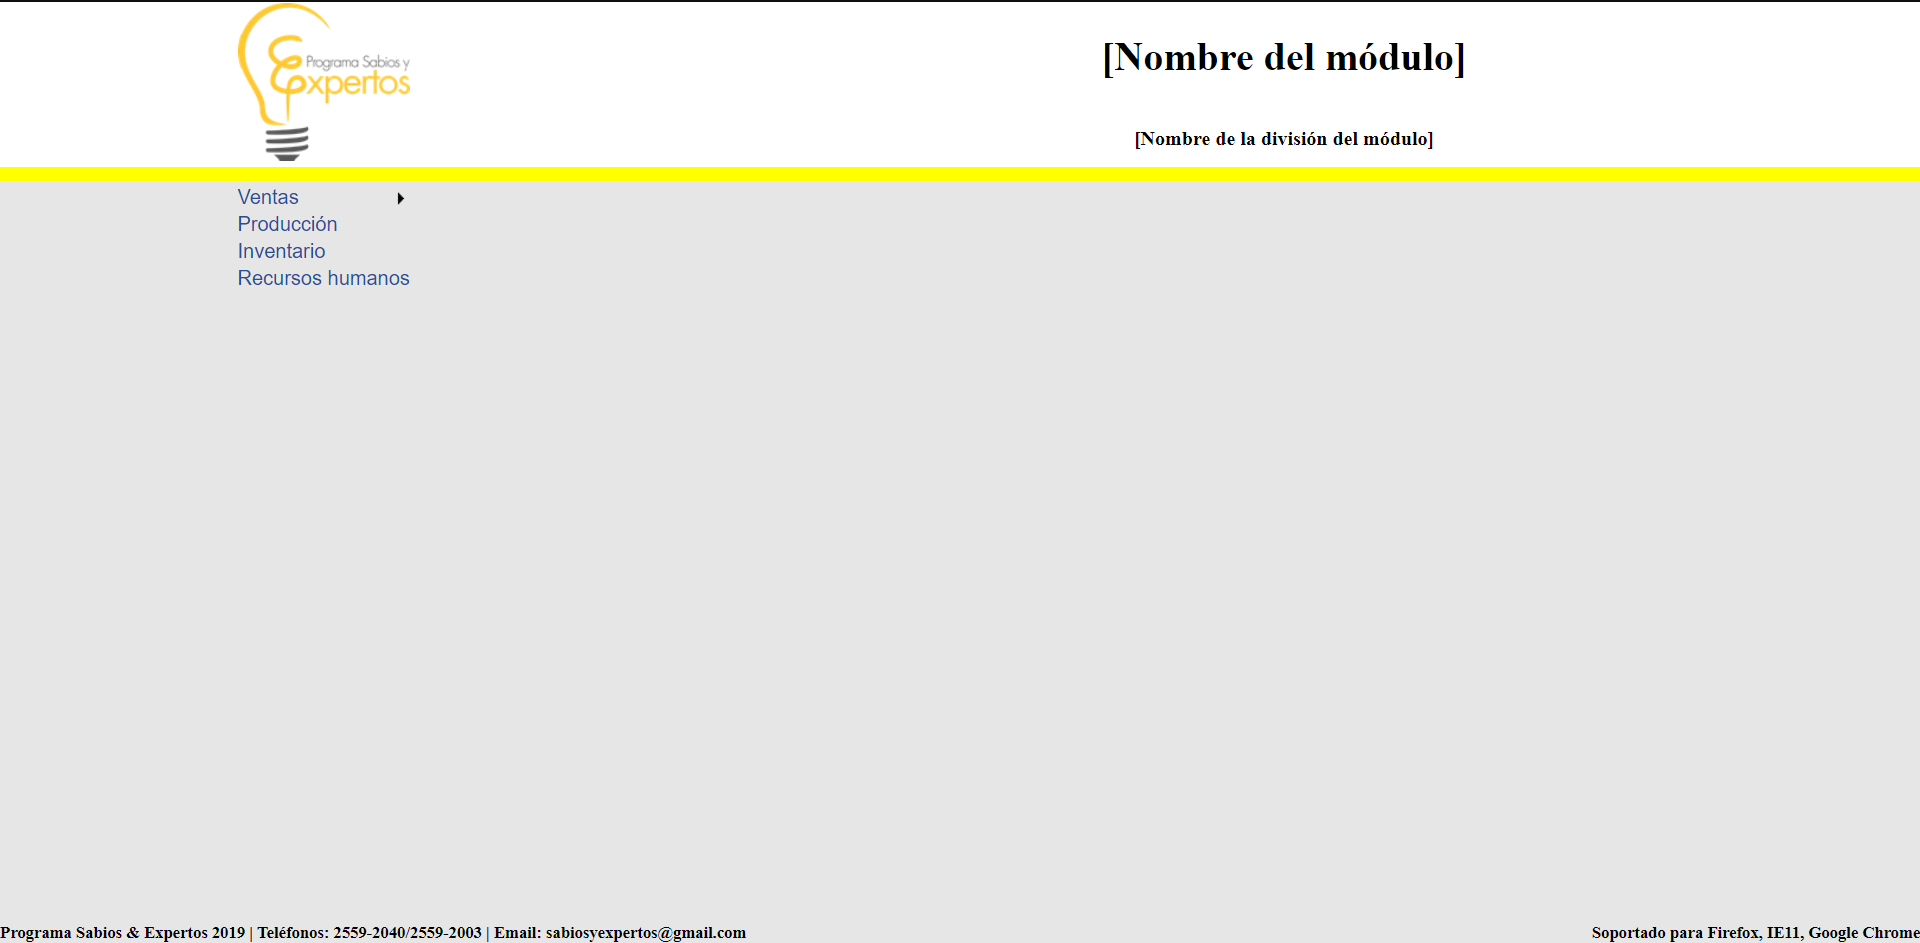 Programa Sabios y
Expertos
[Nombre del módulo]
[Nombre de la división del módulo]
Ventas
Producción
Inventario
Recursos humanos
Programa Sabios & Expertos 2019 | Teléfonos: 2559-2040/2559-2003 | Email: sabiosyexpertos@gmail.com
Soportado para Firefox, IE11, Google Chrome